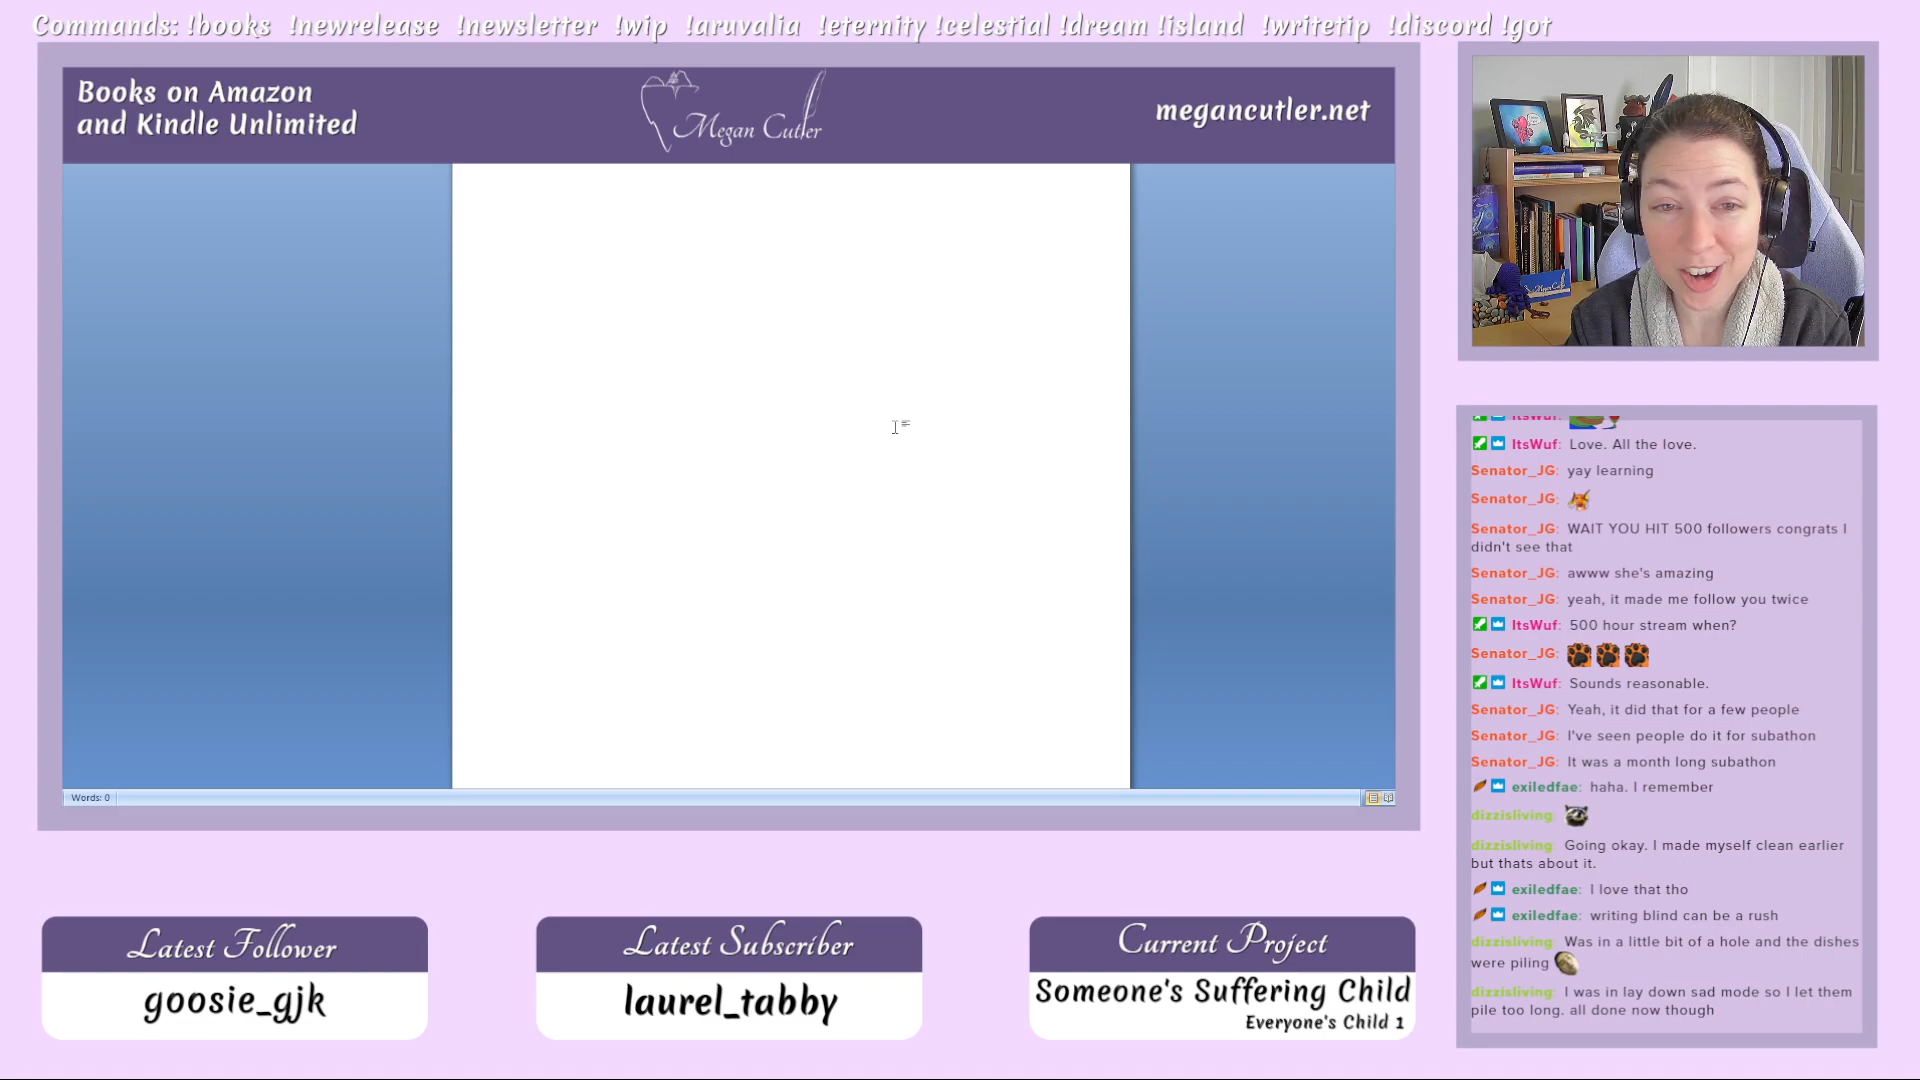 Commands: !books !newrelease !newsletter !wip !aruvalia !eternity !celestial !dream !island !writetip !discord !got
Books on Amazon
and Kindle Unlimited
Megan Cutler
megancutler.net
Words: 0
ItsWuf:
ItsWuf: Love. All the love.
Senator_JG: yay learning
Senator_JG:
Senator_JG: WAIT YOU HIT 500 followers congrats I
didn't see that
Senator_JG: awww she's amazing
Senator_JG: yeah, it made me follow you twice
ItsWuf: 500 hour stream when?
Senator_JG:
ItsWuf: Sounds reasonable.
Senator_JG: Yeah, it did that for a few people
Senator_JG: I've seen people do it for subathon
Senator_JG: It was a month long subathon
exiledfae: haha. I remember
dizzisliving:
dizzisliving: Going okay. I made myself clean earlier
but thats about it.
exiledfae: I love that tho
exiledfae: writing blind can be a rush
dizzisliving: Was in a little bit of a hole and the dishes
were piling
dizzisliving: I was in lay down sad mode so I let them
pile too long. all done now though
Latest Follower
goosie_gjk
Latest Subscriber
laurel_tabby
Current Project
Someone's Suffering Child
Everyone's Child 1